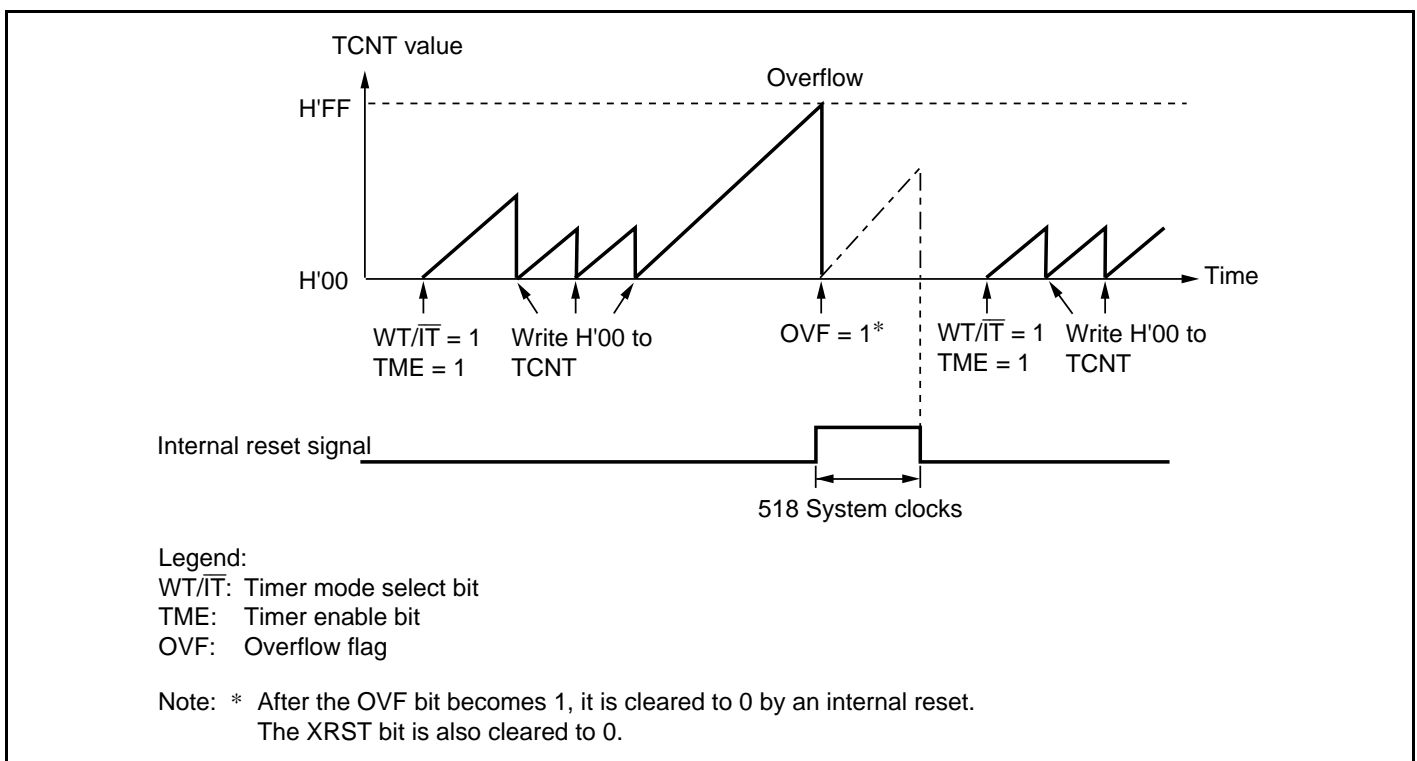 TCNT value
Overflow
H'FF
H'00
Time
WT/I̅T̅ = 1
TME = 1
Write H'00 to
TCNT
OVF = 1*
WT/I̅T̅ = 1
TME = 1
Write H'00 to
TCNT
Internal reset signal
518 System clocks
Legend:
WT/I̅T̅: Timer mode select bit
TME: Timer enable bit
OVF: Overflow flag
Note: * After the OVF bit becomes 1, it is cleared to 0 by an internal reset.
The XRST bit is also cleared to 0.